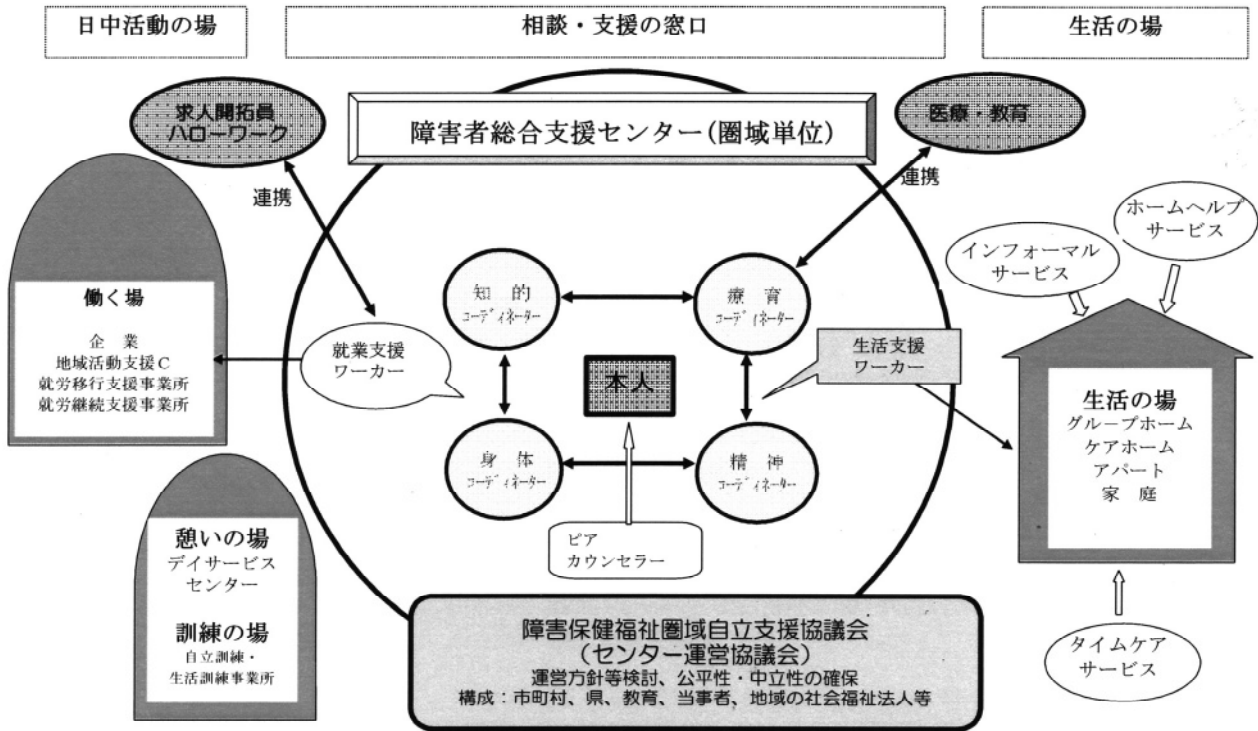 日中活動の場
相談・支援の窓口
生活の場
求人開拓員
ハローワーク
障害者総合支援センター(圏域単位)
医療・教育
連携
連携
ホームヘルプ
サービス
インフォーマル
サービス
働く場
企　業
地域活動支援C
就労移行支援事業所
就労継続支援事業所
就業支援
ワーカー
知　的
コーディネーター
療　育
コーディネーター
本人
生活支援
ワーカー
身　体
コーディネーター
精　神
コーディネーター
生活の場
グループホーム
ケアホーム
アパート
家　庭
憩いの場
デイサービス
センター
訓練の場
自立訓練・
生活訓練事業所
ピア
カウンセラー
障害保健福祉圏域自立支援協議会
(センター運営協議会)
運営方針等検討、公平性・中立性の確保
構成：市町村、県、教育、当事者、地域の社会福祉法人等
タイムケア
サービス